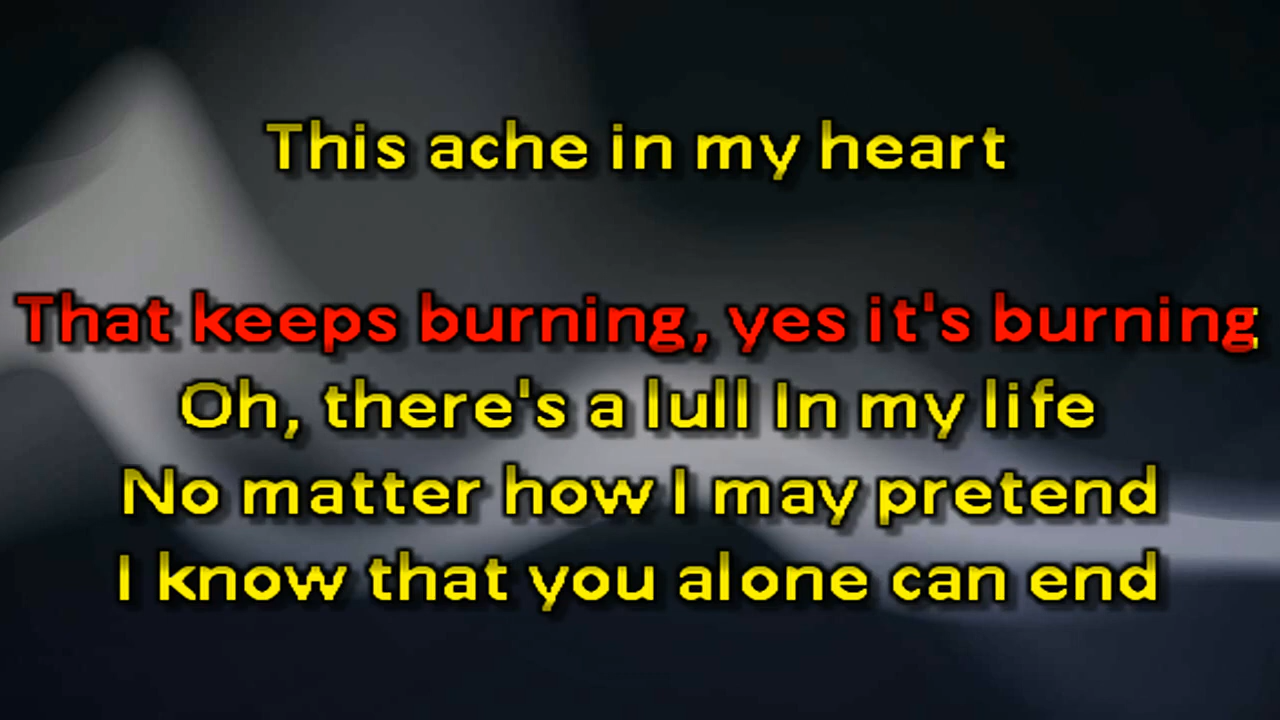 This ache in my heart
That keeps burning, yes it's burning
Oh, there's a lull In my life
No matter how I may pretend
I know that you alone can end